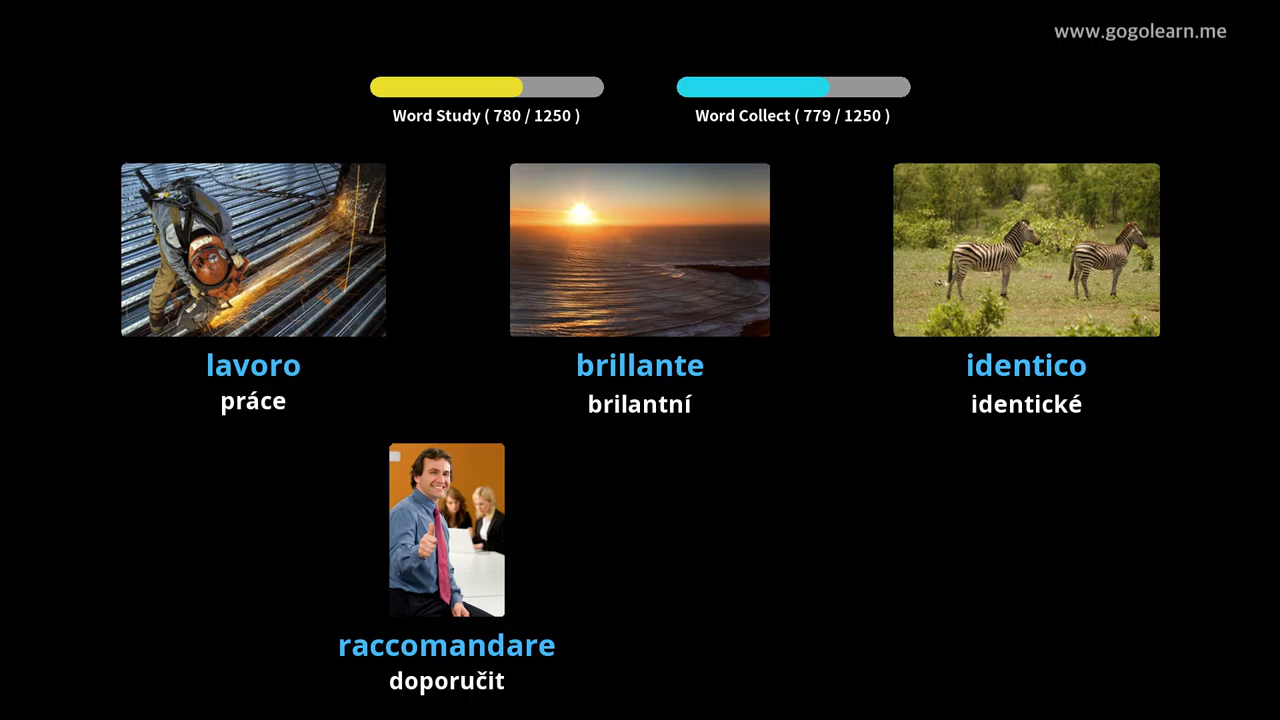 www.gogolearn.me
Word Study ( 780 / 1250 )
Word Collect ( 779 / 1250 )
lavoro
práce
brillante
brilantní
identico
identické
raccomandare
doporučit